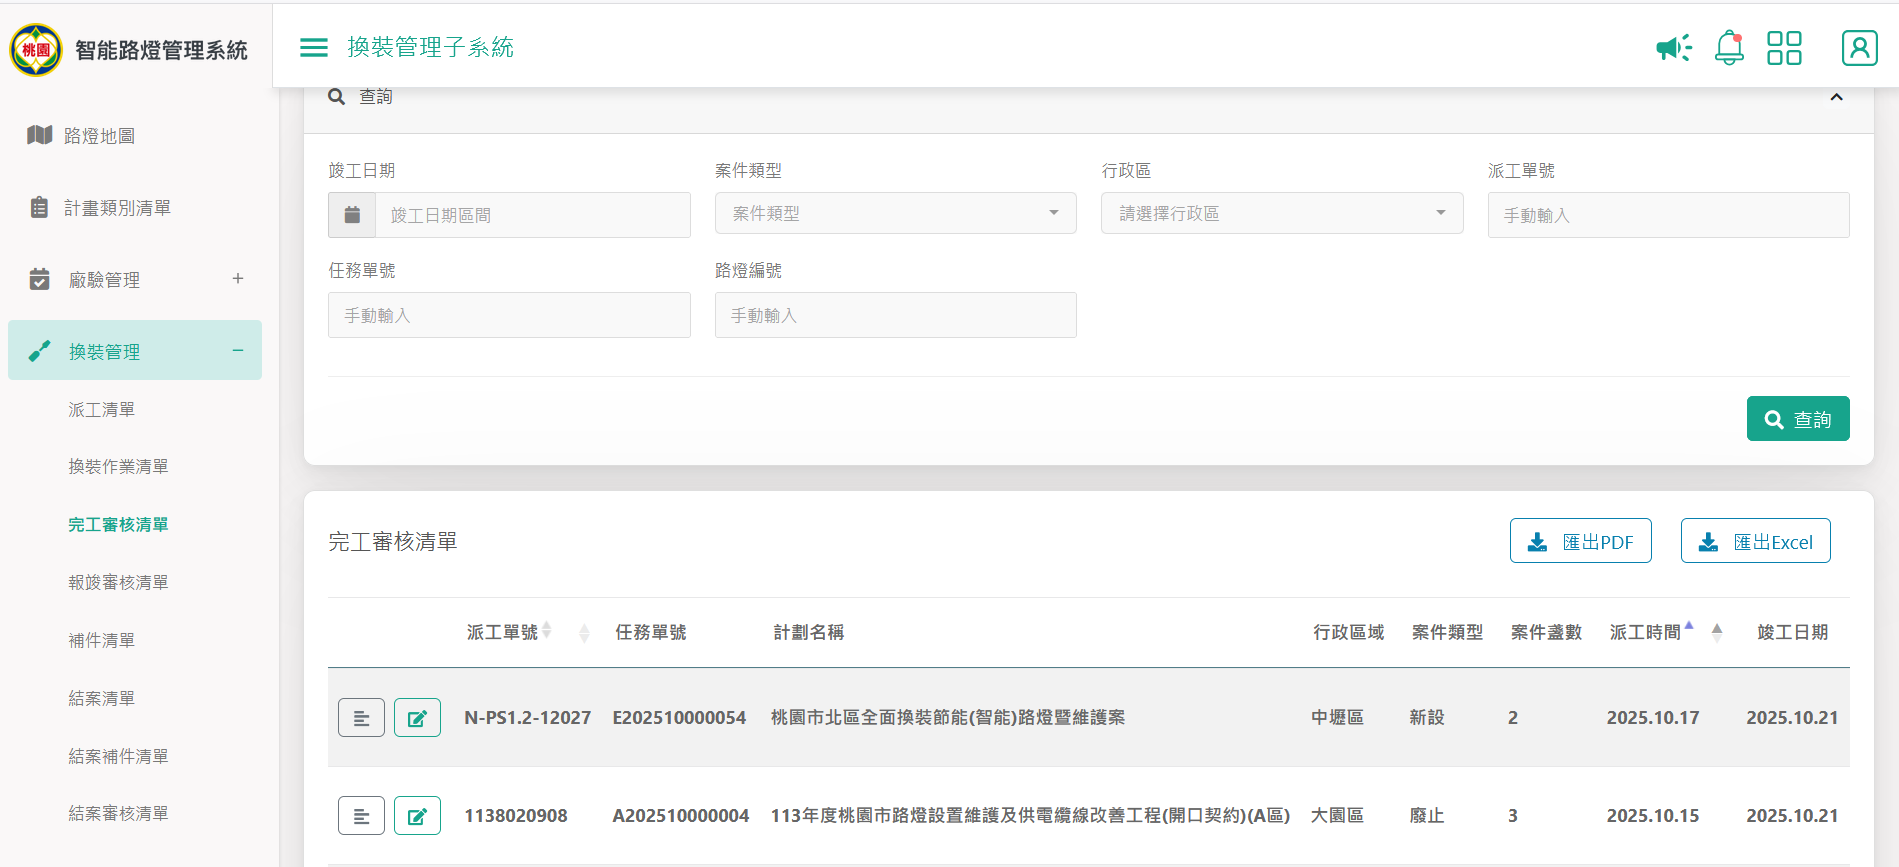 桃園
智能路燈管理系統
換裝管理子系統
路燈地圖
計畫類別清單
廠驗管理
換裝管理
派工清單
換裝作業清單
完工審核清單
報竣審核清單
補件清單
結案清單
結案補件清單
結案審核清單
查詢
竣工日期
案件類型
行政區
派工單號
竣工日期區間
案件類型
請選擇行政區
手動輸入
任務單號
路燈編號
手動輸入
手動輸入
查詢
完工審核清單
匯出PDF
匯出Excel
派工單號 任務單號 計劃名稱 行政區域 案件類型 案件盞數 派工時間 竣工日期
N-PS1.2-12027 E202510000054 桃園市北區全面換裝節能(智能)路燈暨維護案 中壢區 新設 2 2025.10.17 2025.10.21
1138020908 A202510000004 113年度桃園市路燈設置維護及供電纜線改善工程(開口契約)(A區) 大園區 廢止 3 2025.10.15 2025.10.21